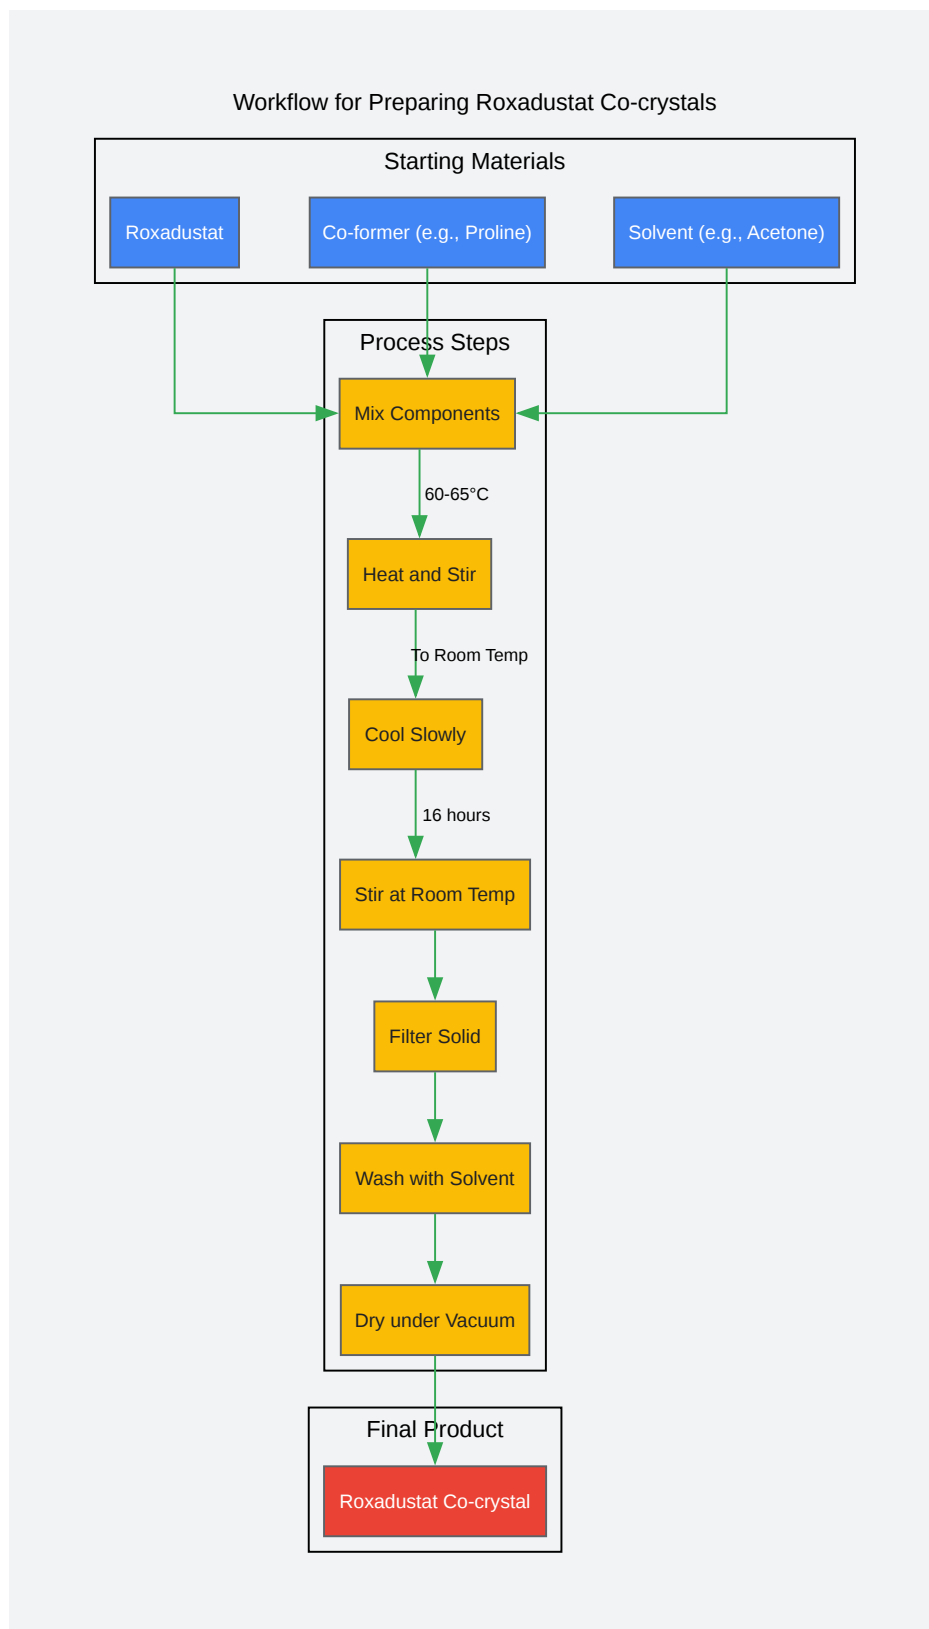 Workflow for Preparing Roxadustat Co-crystals
Starting Materials
Roxadustat
Co-former (e.g., Proline)
Solvent (e.g., Acetone)
Process Steps
Mix Components
60-65°C
Heat and Stir
To Room Temp
Cool Slowly
16 hours
Stir at Room Temp
Filter Solid
Wash with Solvent
Dry under Vacuum
Final Product
Roxadustat Co-crystal